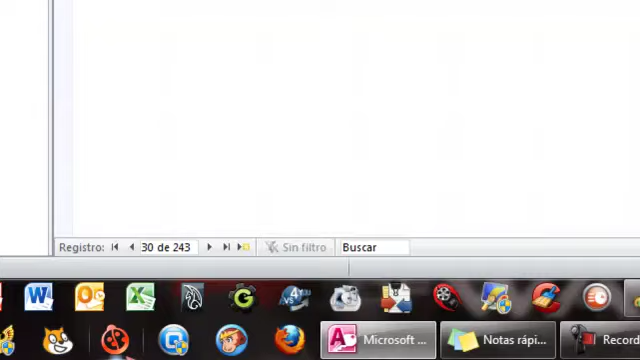 Registro: 30 de 243 Sin filtro Buscar
Microsoft ... Notas rápi... Record